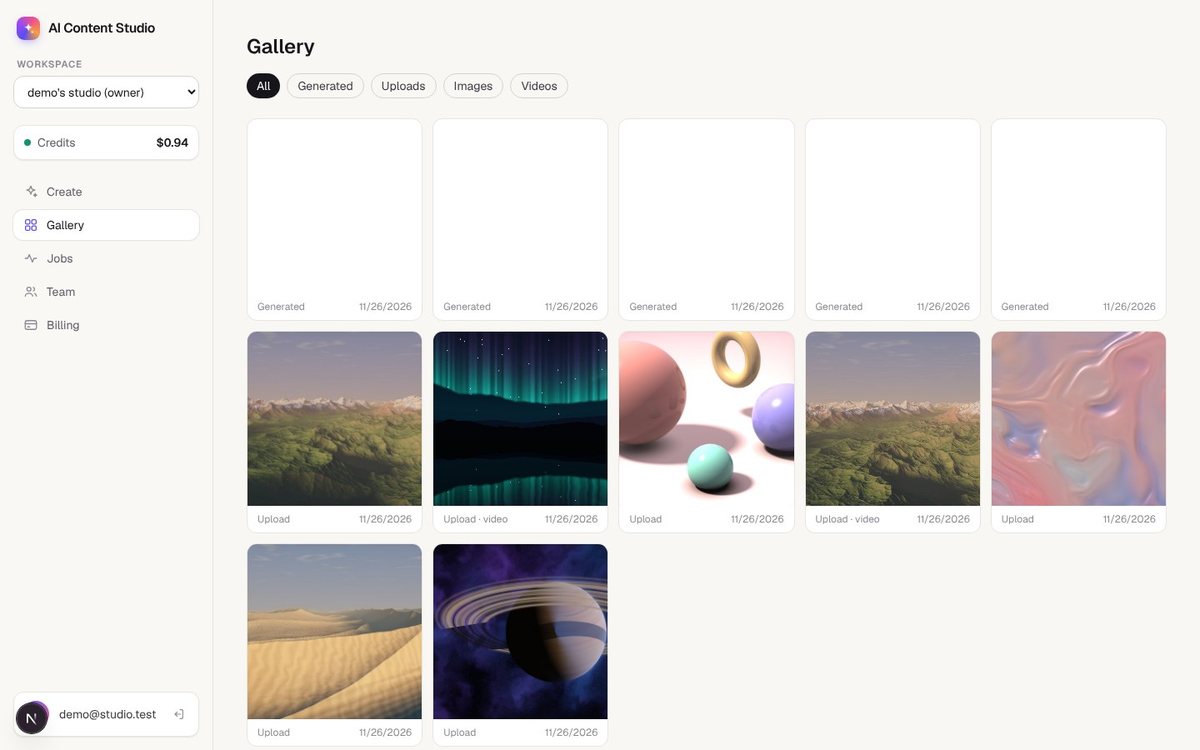 AI Content Studio
WORKSPACE
demo's studio (owner)
Credits $0.94
Create
Gallery
Jobs
Team
Billing
N
demo@studio.test
Gallery
All Generated Uploads Images Videos
Generated 11/26/2026 Generated 11/26/2026 Generated 11/26/2026 Generated 11/26/2026 Generated 11/26/2026
Upload 11/26/2026 Upload · video 11/26/2026 Upload 11/26/2026 Upload · video 11/26/2026 Upload 11/26/2026
Upload 11/26/2026 Upload 11/26/2026